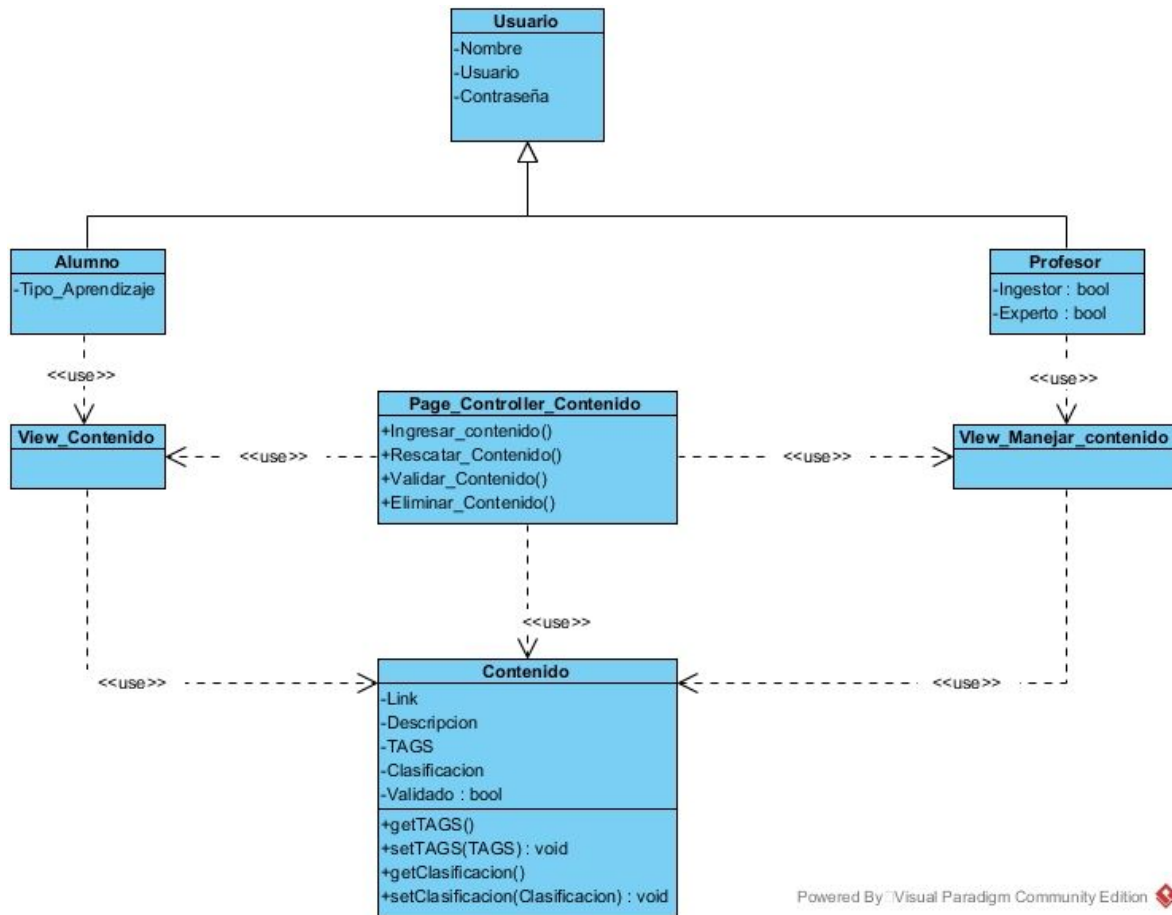 Usuario
-Nombre
-Usuario
-Contraseña
Alumno
-Tipo_Aprendizaje
Profesor
-Ingestor : bool
-Experto : bool
<<use>>
<<use>>
Page_Controller_Contenido
+Ingresar_contenido()
+Rescatar_Contenido()
+Validar_Contenido()
+Eliminar_Contenido()
View_Contenido
VIew_Manejar_contenido
<<use>>
<<use>>
<<use>>
<<use>>
<<use>>
Contenido
-Link
-Descripcion
-TAGS
-Clasificacion
-Validado : bool
+getTAGS()
+setTAGS(TAGS) : void
+getClasificacion()
+setClasificacion(Clasificacion) : void
Powered By Visual Paradigm Community Edition